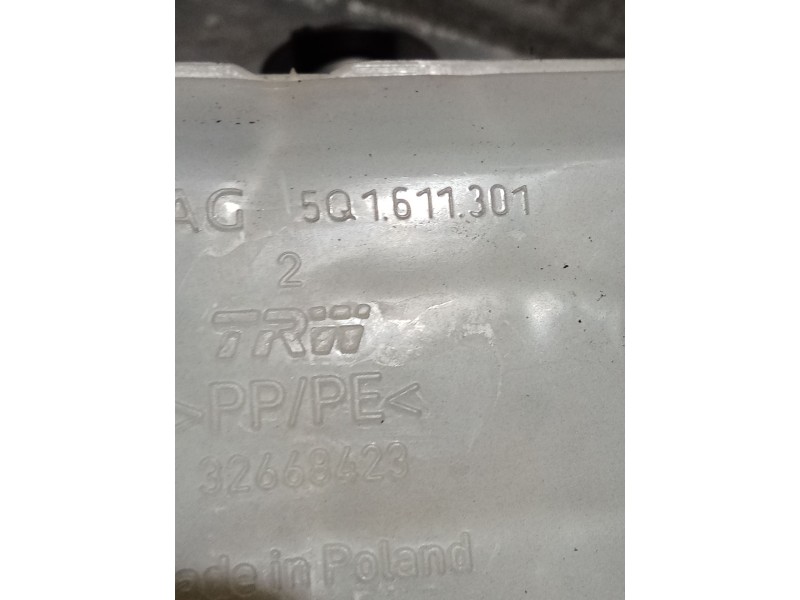 AG 5Q1.611.301
2
TRW
>PP/PE<
32668423
ade in Poland